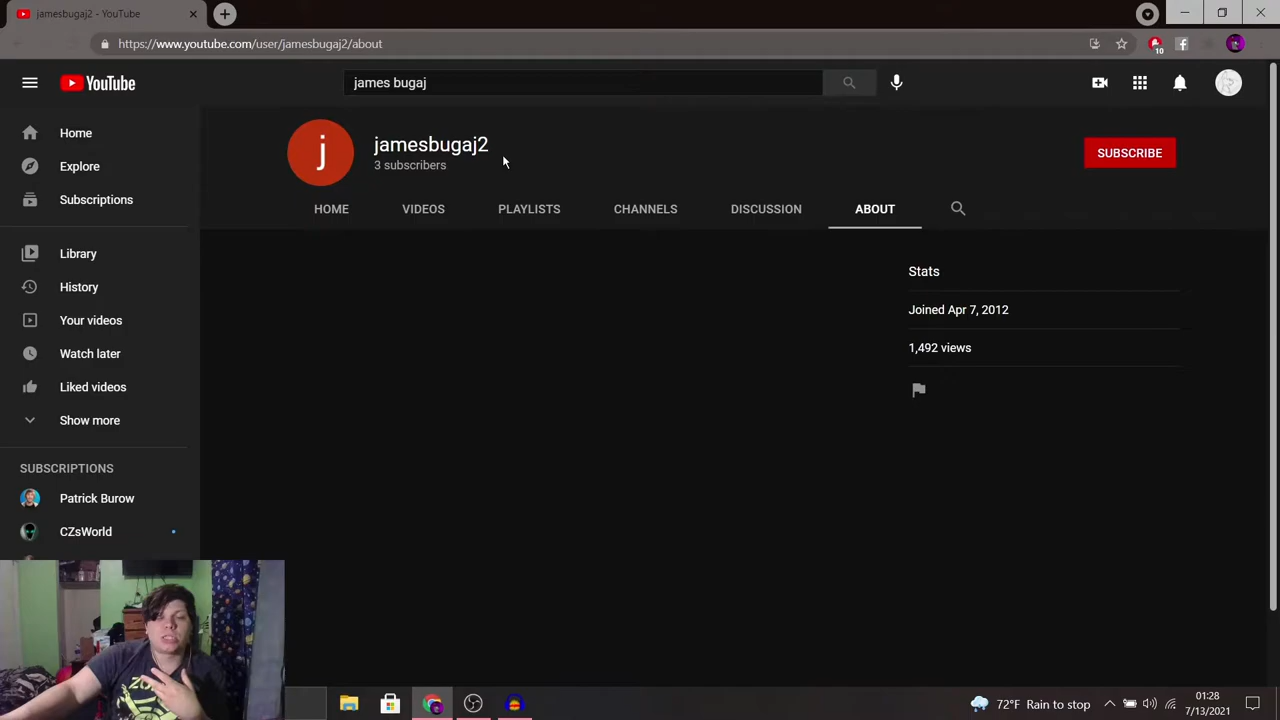 jamesbugaj2 - YouTube
https://www.youtube.com/user/jamesbugaj2/about
10
YouTube
james bugaj
Home
Explore
Subscriptions
Library
History
Your videos
Watch later
Liked videos
Show more
SUBSCRIPTIONS
Patrick Burow
CZsWorld
j
jamesbugaj2
3 subscribers
SUBSCRIBE
HOME VIDEOS PLAYLISTS CHANNELS DISCUSSION ABOUT
Stats
Joined Apr 7, 2012
1,492 views
72°F Rain to stop
01:28
7/13/2021